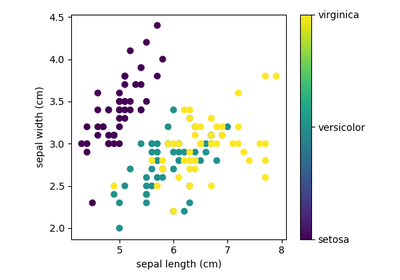 4.5
4.0
3.5
3.0
2.5
2.0
sepal width (cm)
5
6
7
8
sepal length (cm)
virginica
versicolor
setosa